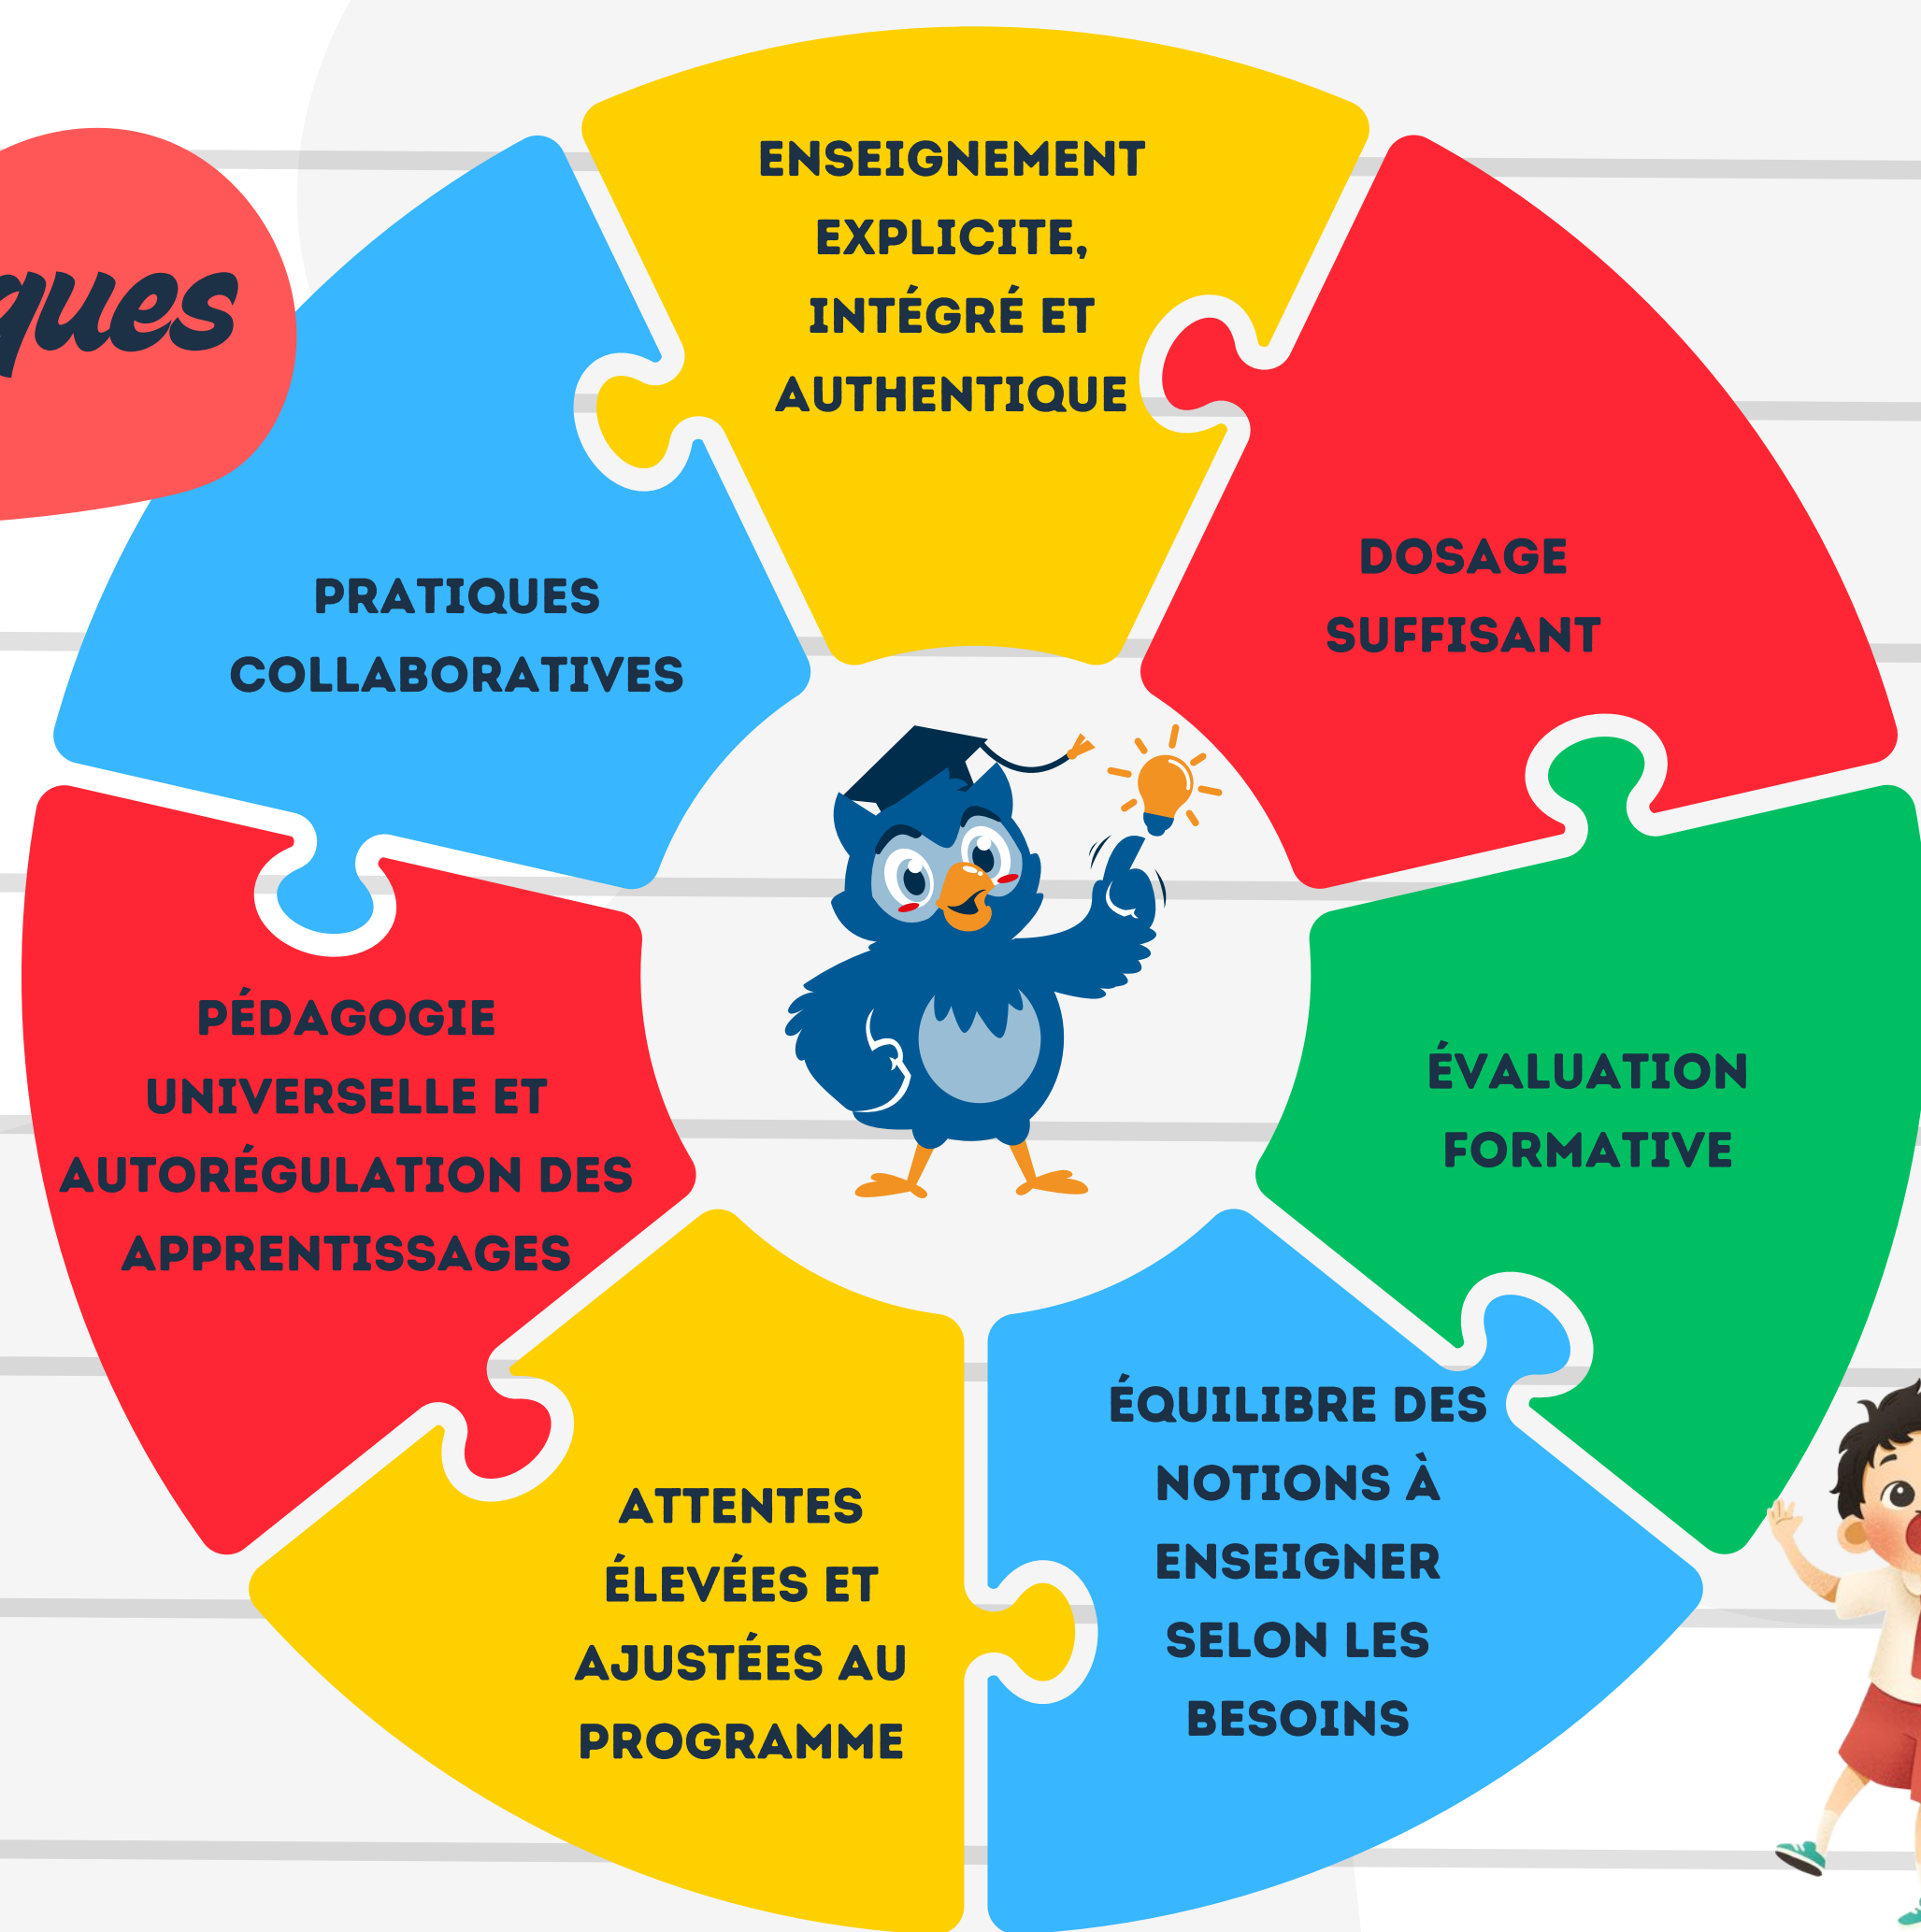 ENSEIGNEMENT
EXPLICITE,
INTÉGRÉ ET
AUTHENTIQUE
DOSAGE
SUFFISANT
ÉVALUATION
FORMATIVE
ÉQUILIBRE DES
NOTIONS À
ENSEIGNER
SELON LES
BESOINS
ATTENTES
ÉLEVÉES ET
AJUSTÉES AU
PROGRAMME
PÉDAGOGIE
UNIVERSELLE ET
AUTORÉGULATION DES
APPRENTISSAGES
PRATIQUES
COLLABORATIVES